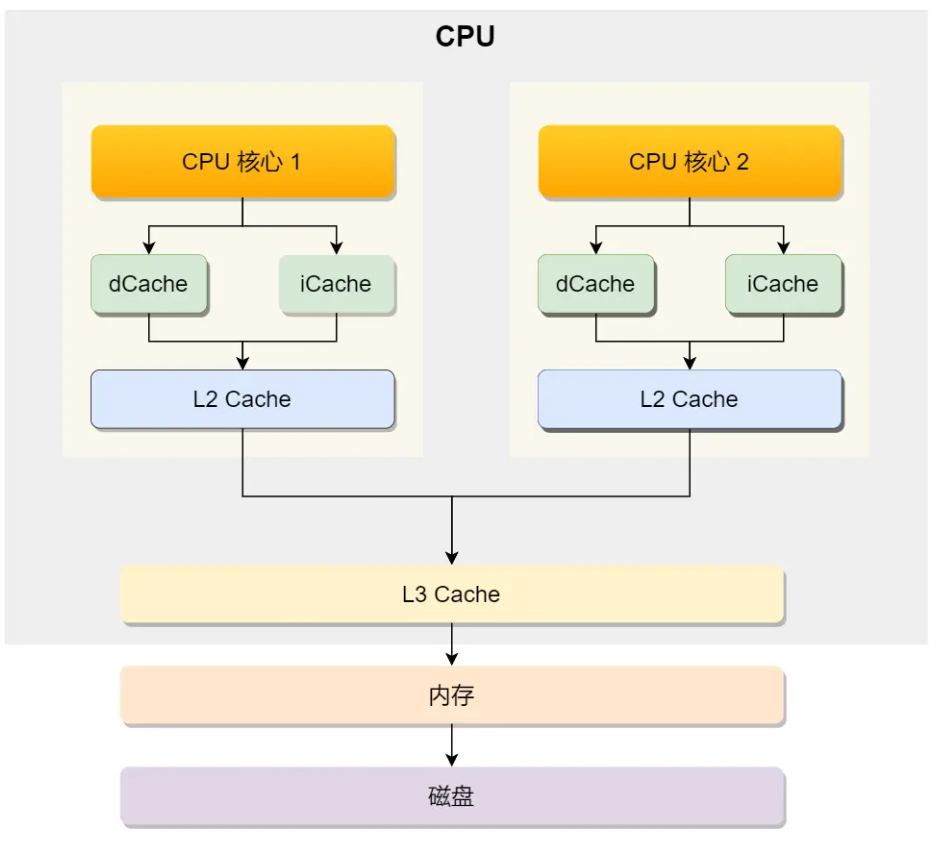 CPU
CPU 核心 1
CPU 核心 2
dCache
iCache
dCache
iCache
L2 Cache
L2 Cache
L3 Cache
内存
磁盘